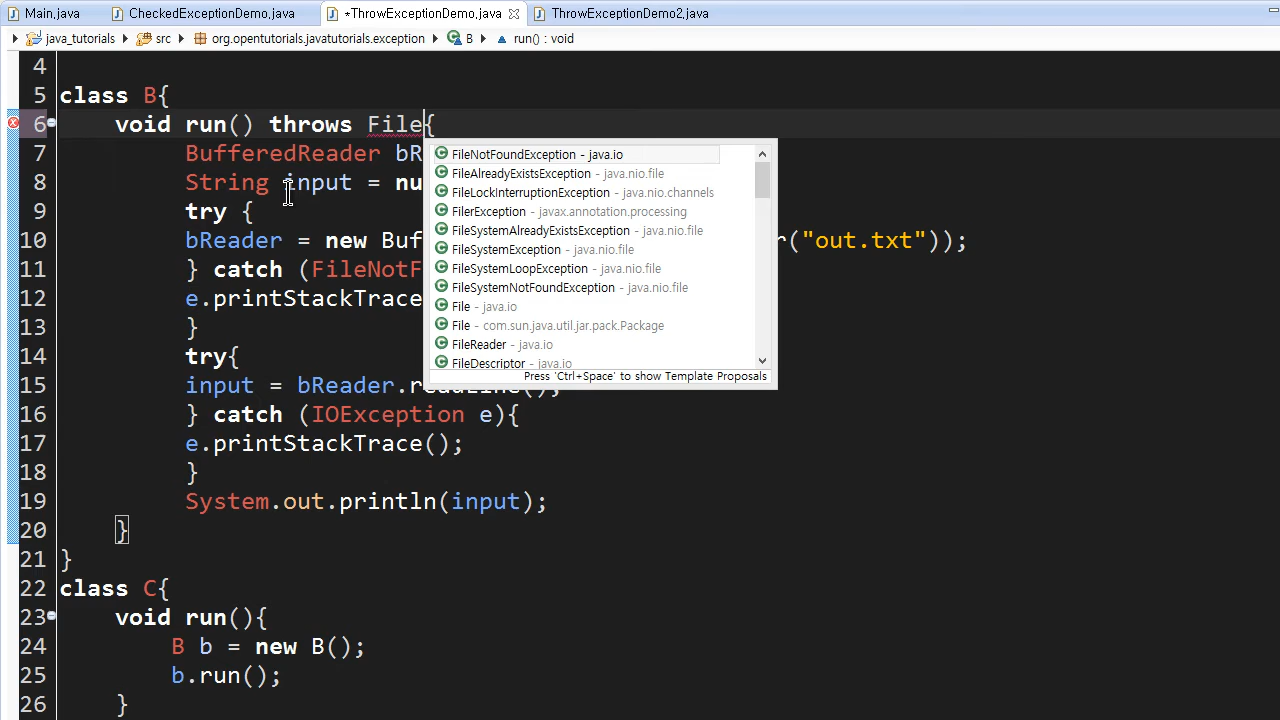 Main.java CheckedExceptionDemo.java *ThrowExceptionDemo.java ThrowExceptionDemo2.java
java_tutorials src org.opentutorials.javatutorials.exception B run() : void
4
5 class B{
6 void run() throws File{
7 BufferedReader bR
8 String input = nu
9 try {
10 bReader = new Buf r("out.txt"));
11 } catch (FileNotF
12 e.printStackTrace
13 }
14 try{
15 input = bReader.readLine();
16 } catch (IOException e){
17 e.printStackTrace();
18 }
19 System.out.println(input);
20 }
21 }
22 class C{
23 void run(){
24 B b = new B();
25 b.run();
26 }
FileNotFoundException - java.io
FileAlreadyExistsException - java.nio.file
FileLockInterruptionException - java.nio.channels
FilerException - javax.annotation.processing
FileSystemAlreadyExistsException - java.nio.file
FileSystemException - java.nio.file
FileSystemLoopException - java.nio.file
FileSystemNotFoundException - java.nio.file
File - java.io
File - com.sun.java.util.jar.pack.Package
FileReader - java.io
FileDescriptor - java.io
Press 'Ctrl+Space' to show Template Proposals